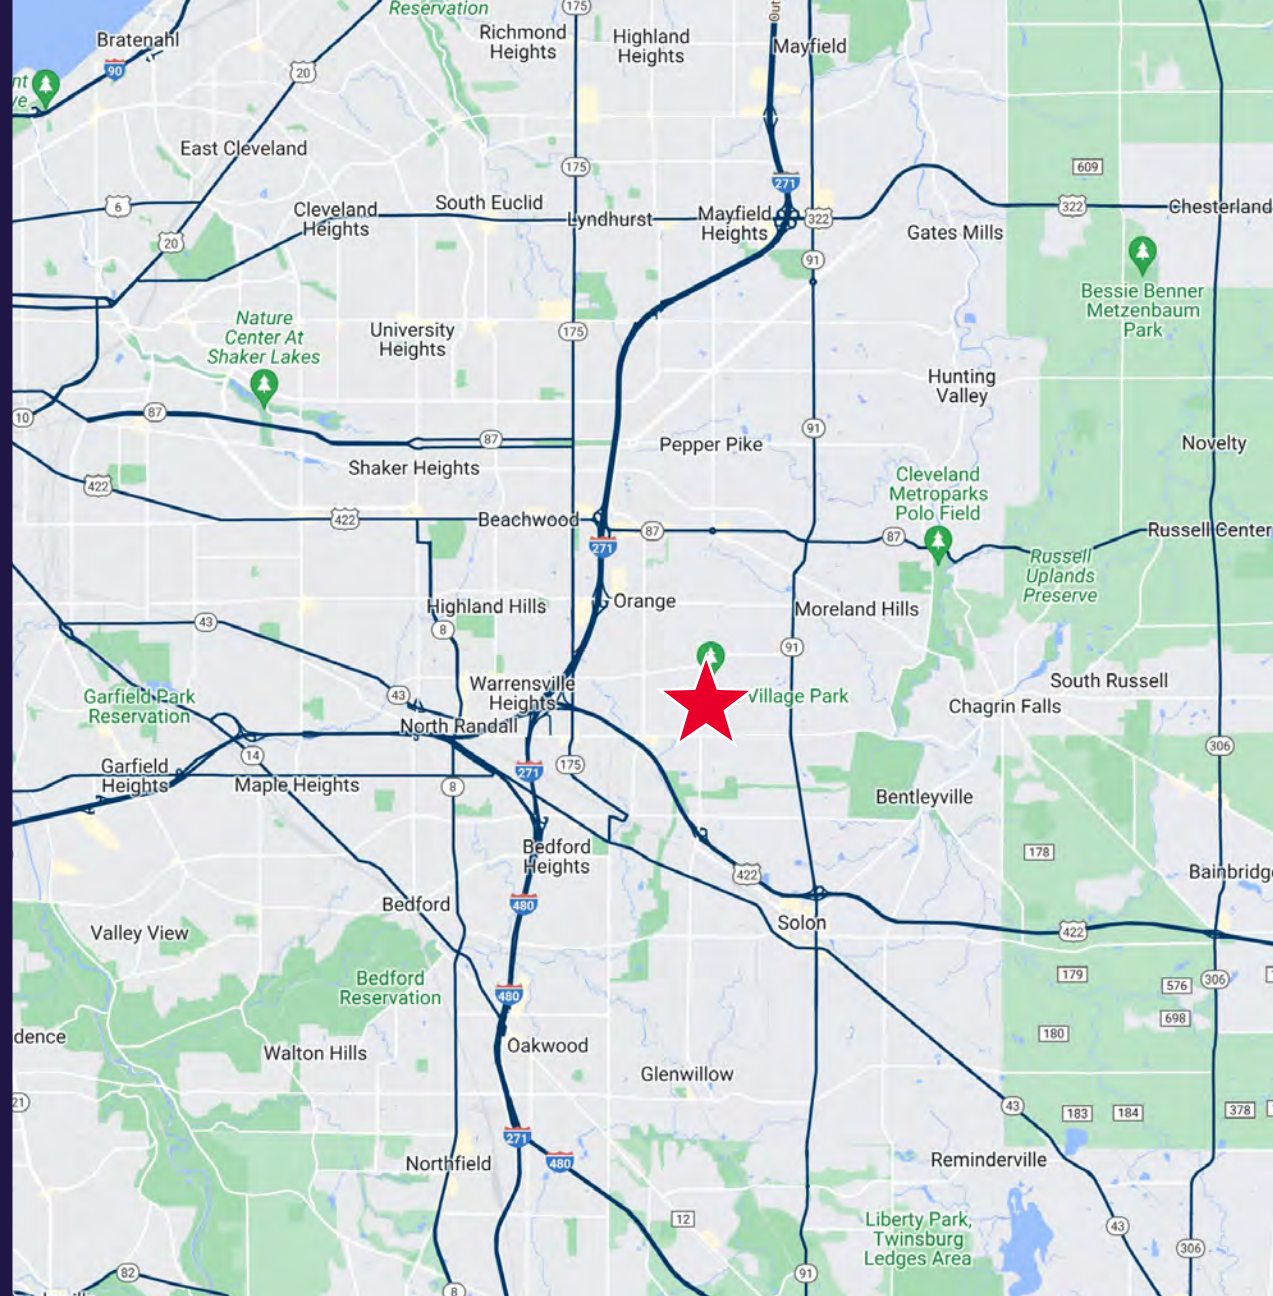 Reservation
175
Out
Bratenahl
Richmond
Heights
Highland
Heights
Mayfield
90
20
nt
ve
East Cleveland
175
609
271
6
Cleveland
Heights
South Euclid
Lyndhurst
Mayfield
Heights
322
322
Chesterland
20
Gates Mills
91
Nature
Center At
Shaker Lakes
University
Heights
175
Bessie Benner
Metzenbaum
Park
Hunting
Valley
10
87
87
91
Pepper Pike
Novelty
Shaker Heights
422
Cleveland
Metroparks
Polo Field
422
Beachwood
271
87
87
Russell Center
Russell
Uplands
Preserve
Highland Hills
Orange
Moreland Hills
43
8
91
Garfield Park
Reservation
43
Warrensville
Heights
Village Park
South Russell
Chagrin Falls
North Randall
14
306
Garfield
Heights
Maple Heights
8
271
175
Bentleyville
Bedford
Heights
178
422
Bainbridge
480
Bedford
Solon
Valley View
422
Bedford
Reservation
480
179
576
306
698
dence
Walton Hills
Oakwood
180
Glenwillow
21
43
183
184
378
271
Northfield
480
Reminderville
12
Liberty Park,
Twinsburg
Ledges Area
43
306
82
8
91